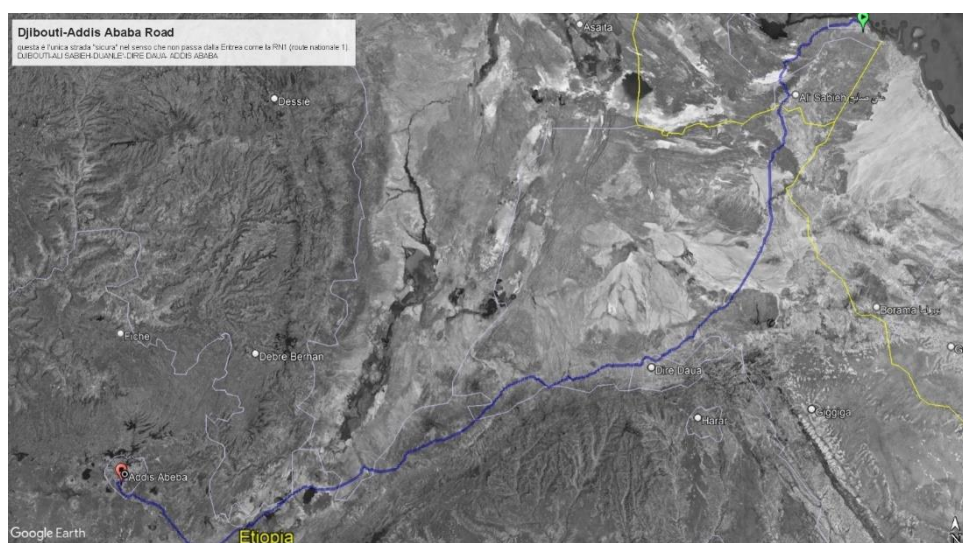 Djibouti-Addis Ababa Road
questa è l'unica strada "sicura" nel senso che non passa dalla Eritrea come la RN1 (route nationale 1).
DJIBOUTI-ALI SABIEH-DUANLE'-DIRE DAUA- ADDIS ABABA
Asaita
Dessiè
Ali Sabieh
Borama
Fiche
Debre Berhan
Dire Daua
Giggiga
Harar
Addis Abeba
Etiopia
Google Earth
N